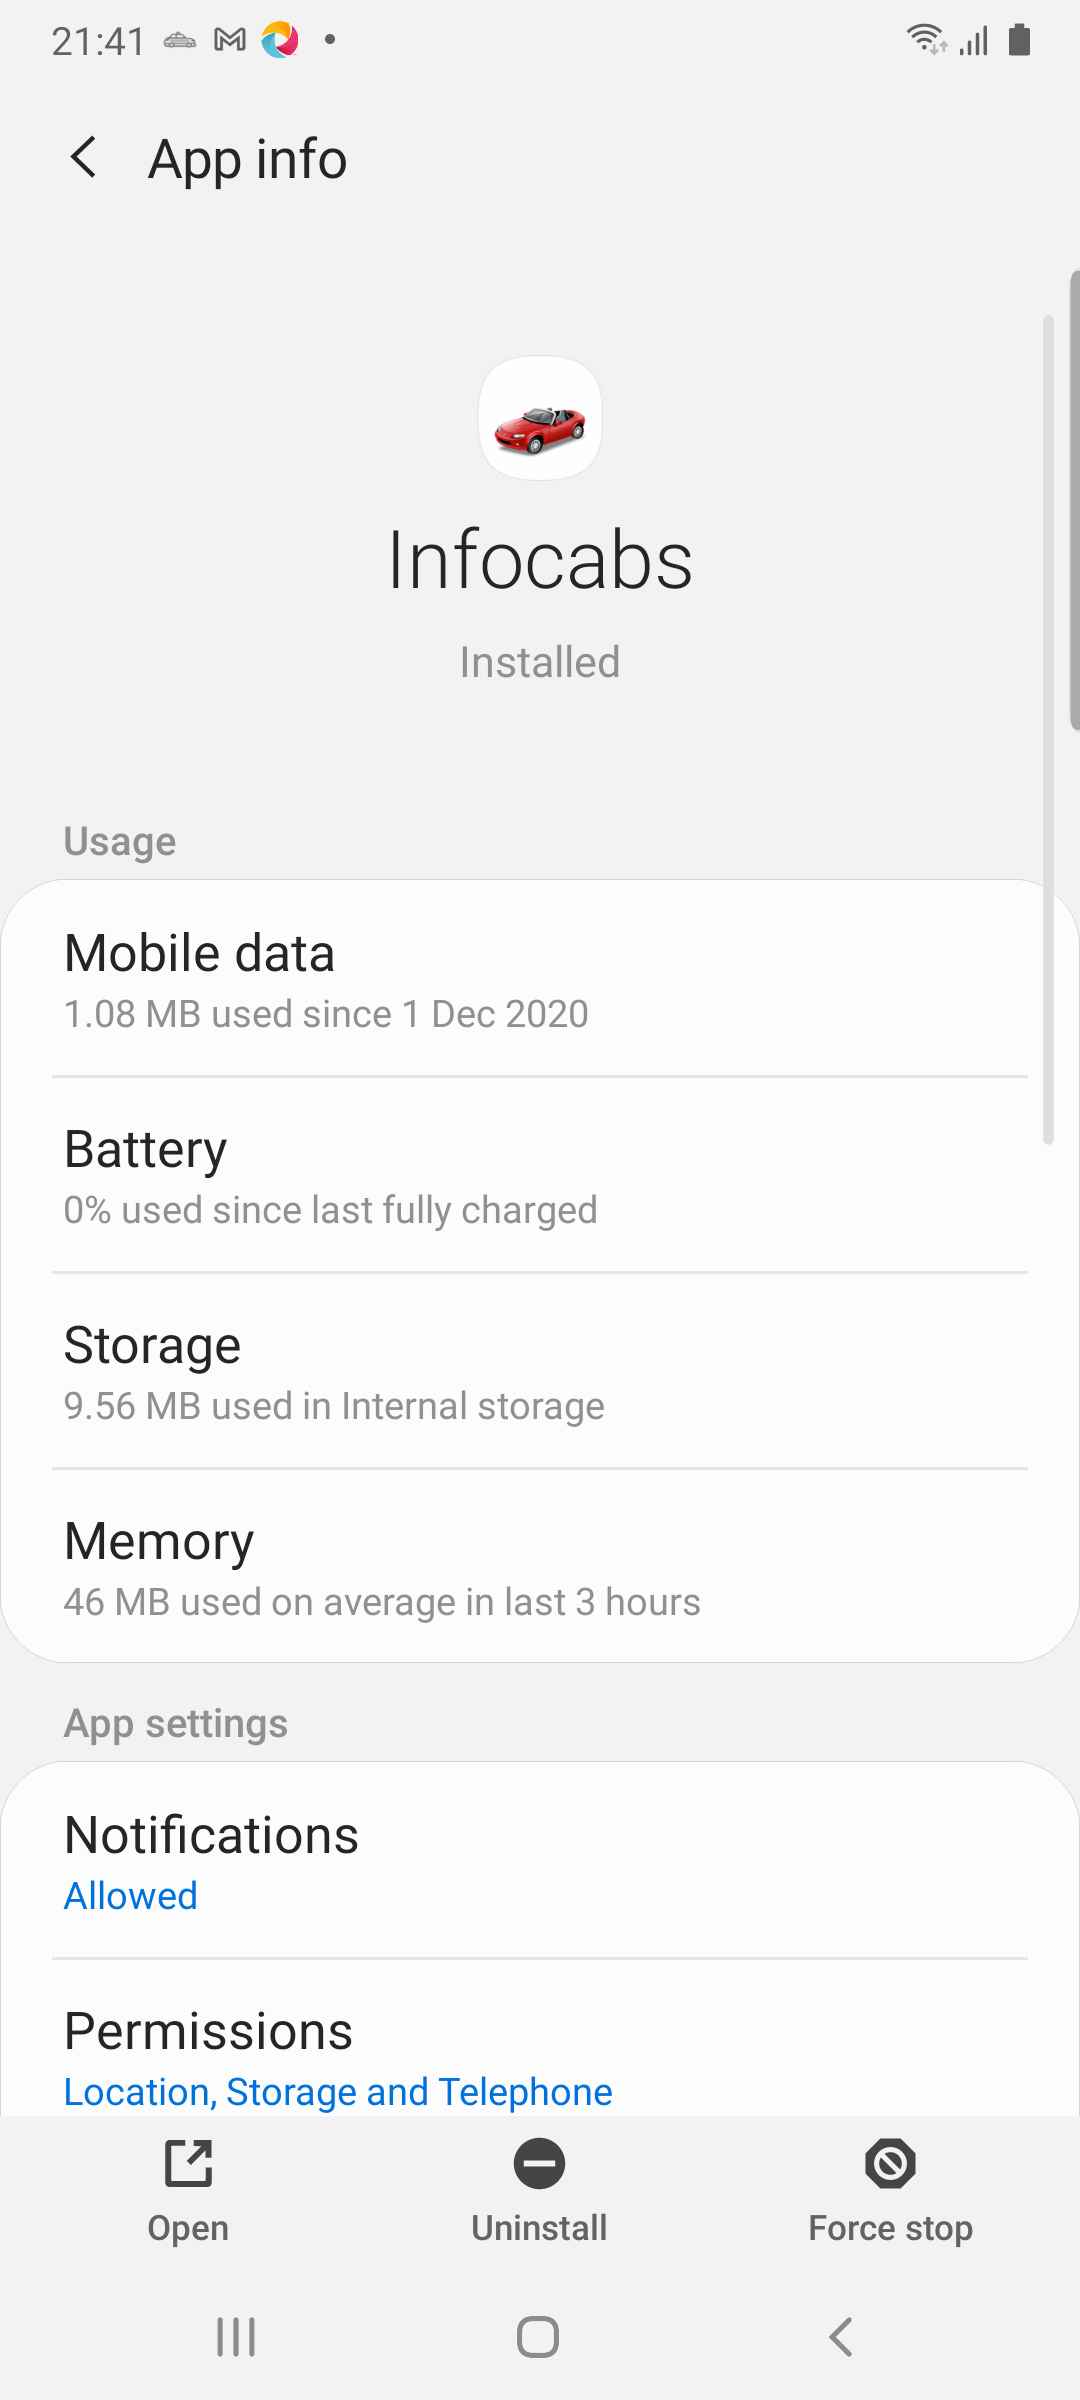 21:41
App info
Infocabs
Installed
Usage
Mobile data
1.08 MB used since 1 Dec 2020
Battery
0% used since last fully charged
Storage
9.56 MB used in Internal storage
Memory
46 MB used on average in last 3 hours
App settings
Notifications
Allowed
Permissions
Location, Storage and Telephone
Open
Uninstall
Force stop